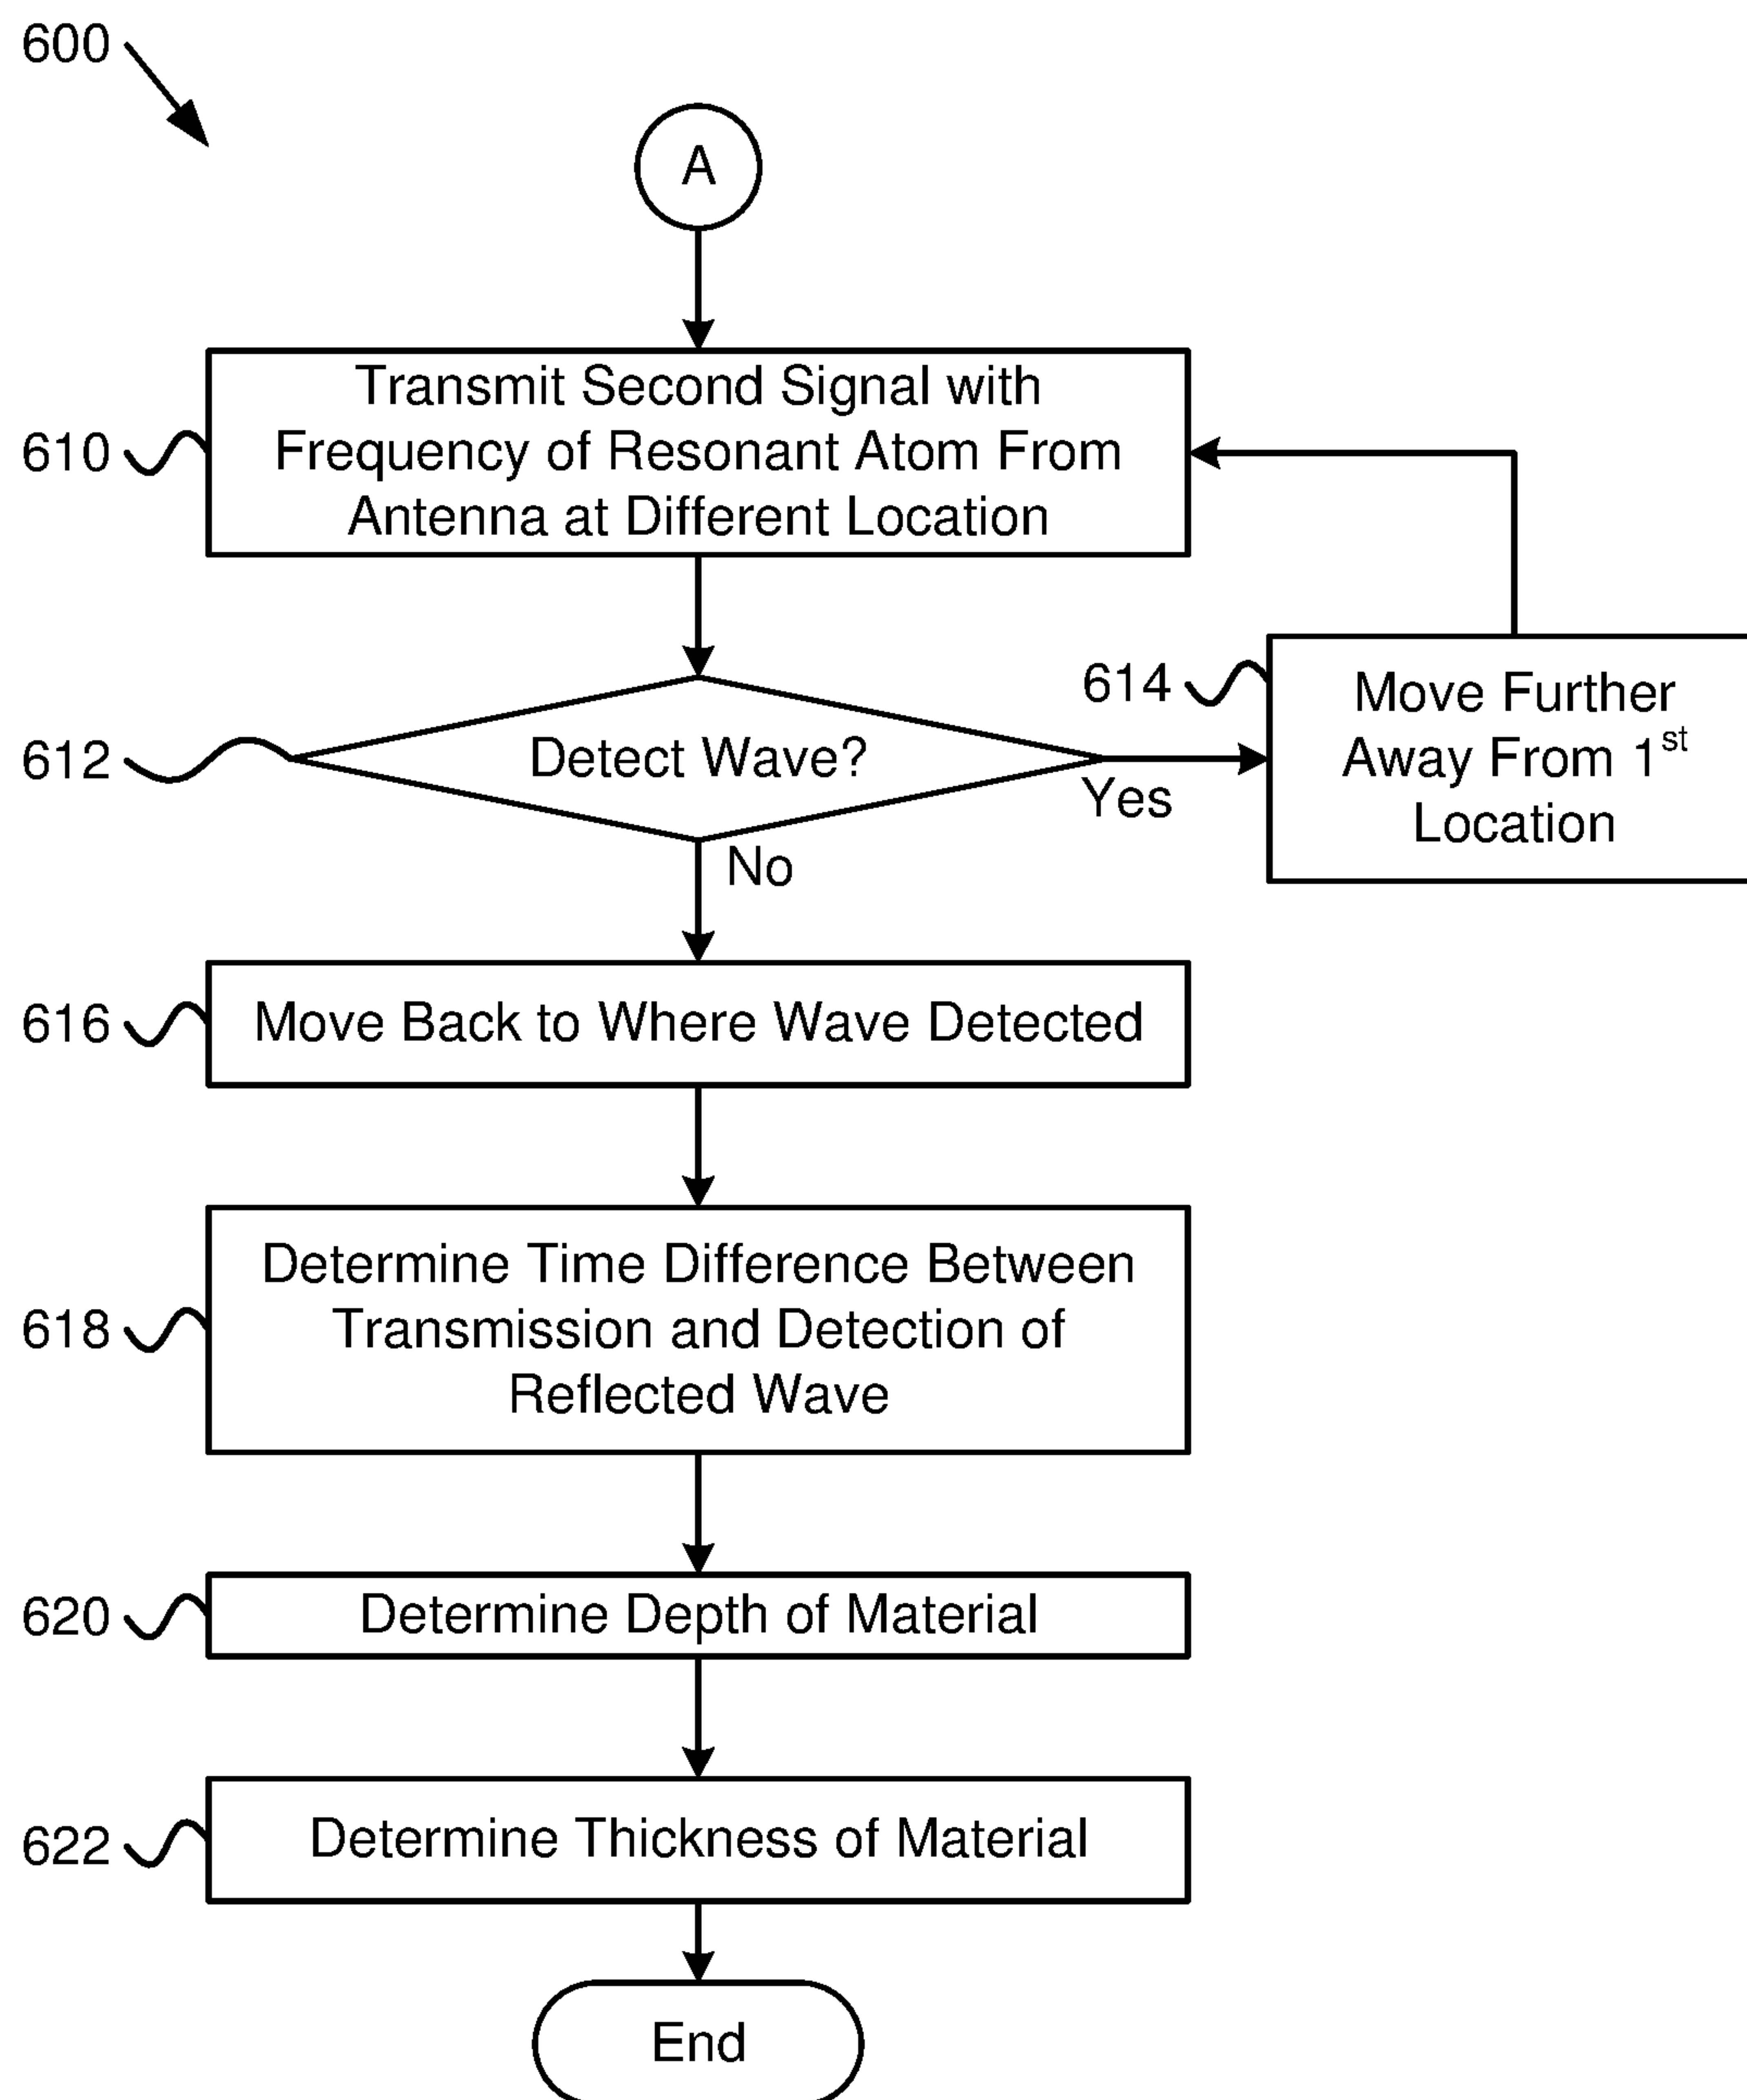 600
A
610
Transmit Second Signal with
Frequency of Resonant Atom From
Antenna at Different Location
612
Detect Wave?
Yes
614
Move Further
Away From 1st
Location
No
616
Move Back to Where Wave Detected
618
Determine Time Difference Between
Transmission and Detection of
Reflected Wave
620
Determine Depth of Material
622
Determine Thickness of Material
End